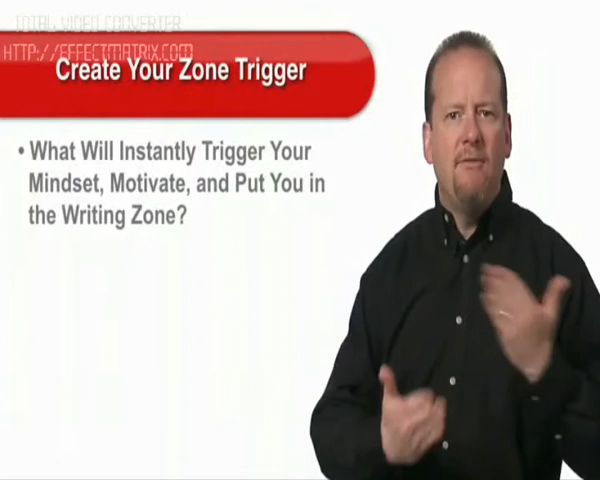 TOTAL VIDEO CONVERTER
HTTP://EFFECTMATRIX.COM
Create Your Zone Trigger
• What Will Instantly Trigger Your
Mindset, Motivate, and Put You in
the Writing Zone?